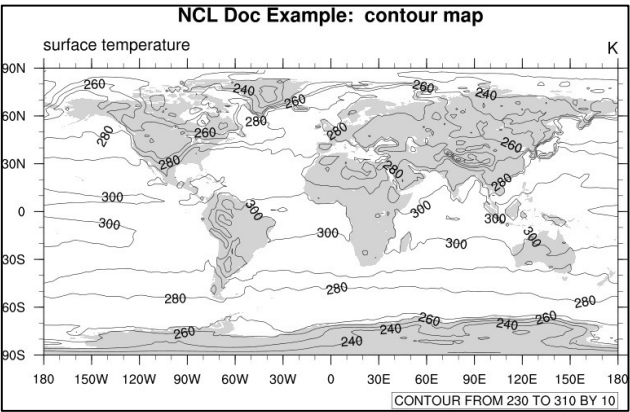 NCL Doc Example: contour map
surface temperature K
90N
260 240 260 260 240
60N
280 260 280 280 260
30N
280 280 280
300 300 300 300
0
300 300 300 300
30S
280 280 280
60S
260 260 240 260 240 260
240
90S
180 150W 120W 90W 60W 30W 0 30E 60E 90E 120E 150E 180
CONTOUR FROM 230 TO 310 BY 10